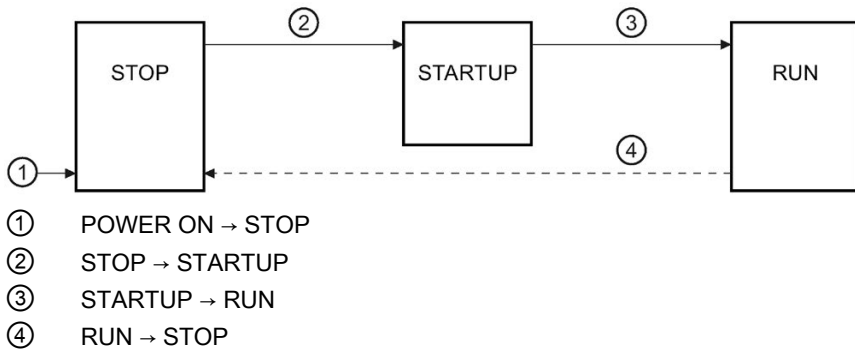 ② ③
STOP STARTUP RUN
④
①
① POWER ON → STOP
② STOP → STARTUP
③ STARTUP → RUN
④ RUN → STOP